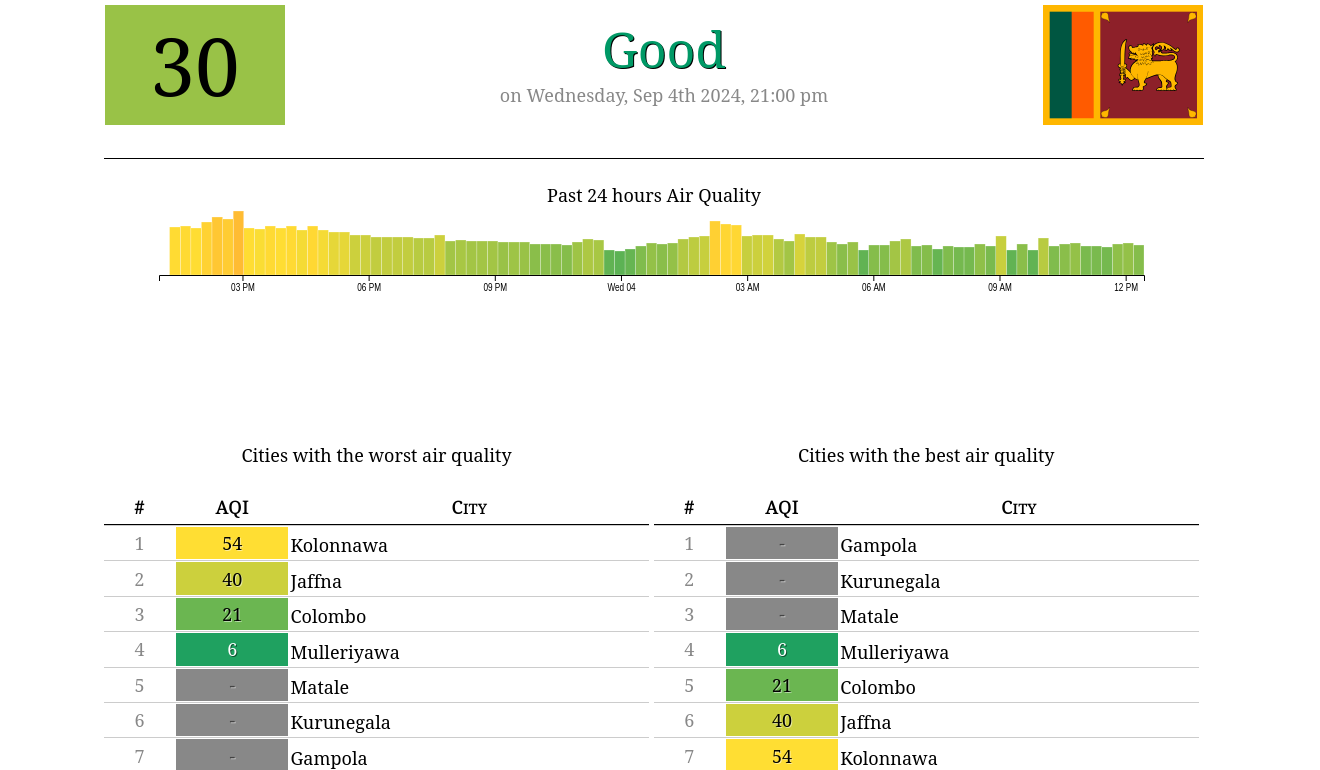 30
Good
on Wednesday, Sep 4th 2024, 21:00 pm
Past 24 hours Air Quality
03 PM 06 PM 09 PM Wed 04 03 AM 06 AM 09 AM 12 PM
Cities with the worst air quality
# AQI City
1 54 Kolonnawa
2 40 Jaffna
3 21 Colombo
4 6 Mulleriyawa
5 - Matale
6 - Kurunegala
7 - Gampola
Cities with the best air quality
# AQI City
1 - Gampola
2 - Kurunegala
3 - Matale
4 6 Mulleriyawa
5 21 Colombo
6 40 Jaffna
7 54 Kolonnawa